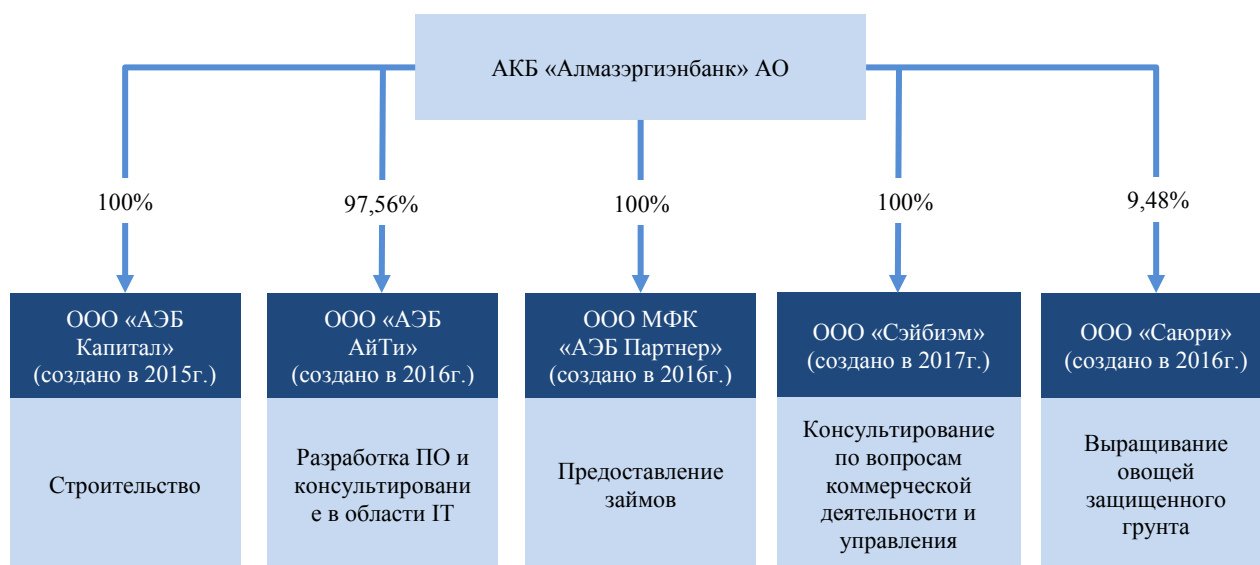 АКБ «Алмазэргиэнбанк» АО
100%
97,56%
100%
100%
9,48%
ООО «АЭБ
Капитал»
(создано в 2015г.)
ООО «АЭБ
АйТи»
(создано в 2016г.)
ООО МФК
«АЭБ Партнер»
(создано в 2016г.)
ООО «Сэйбиэм»
(создано в 2017г.)
ООО «Саюри»
(создано в 2016г.)
Строительство
Разработка ПО и
консультировани
е в области IT
Предоставление
займов
Консультирование
по вопросам
коммерческой
деятельности и
управления
Выращивание
овощей
защищенного
грунта